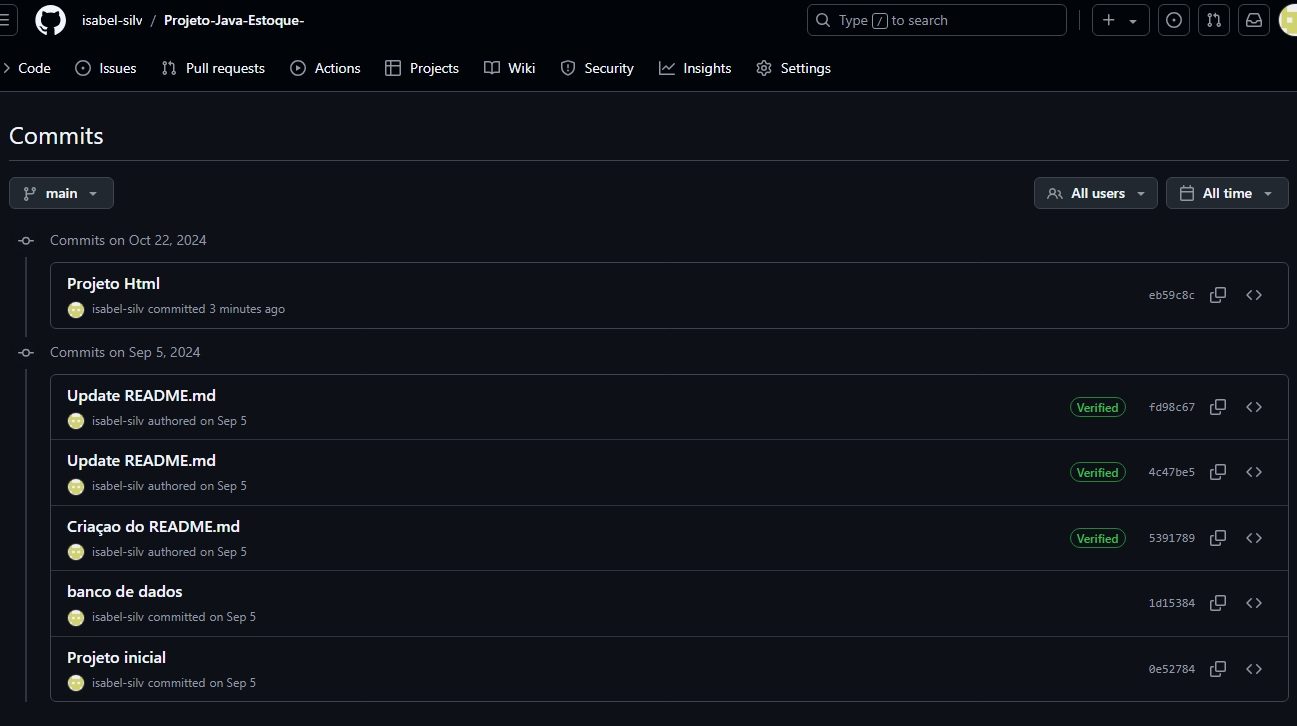 isabel-silv / Projeto-Java-Estoque-
Type / to search
Code Issues Pull requests Actions Projects Wiki Security Insights Settings
Commits
main
All users All time
Commits on Oct 22, 2024
Projeto Html
isabel-silv committed 3 minutes ago
eb59c8c
Commits on Sep 5, 2024
Update README.md
isabel-silv authored on Sep 5
Verified fd98c67
Update README.md
isabel-silv authored on Sep 5
Verified 4c47be5
Criaçao do README.md
isabel-silv authored on Sep 5
Verified 5391789
banco de dados
isabel-silv committed on Sep 5
1d15384
Projeto inicial
isabel-silv committed on Sep 5
0e52784